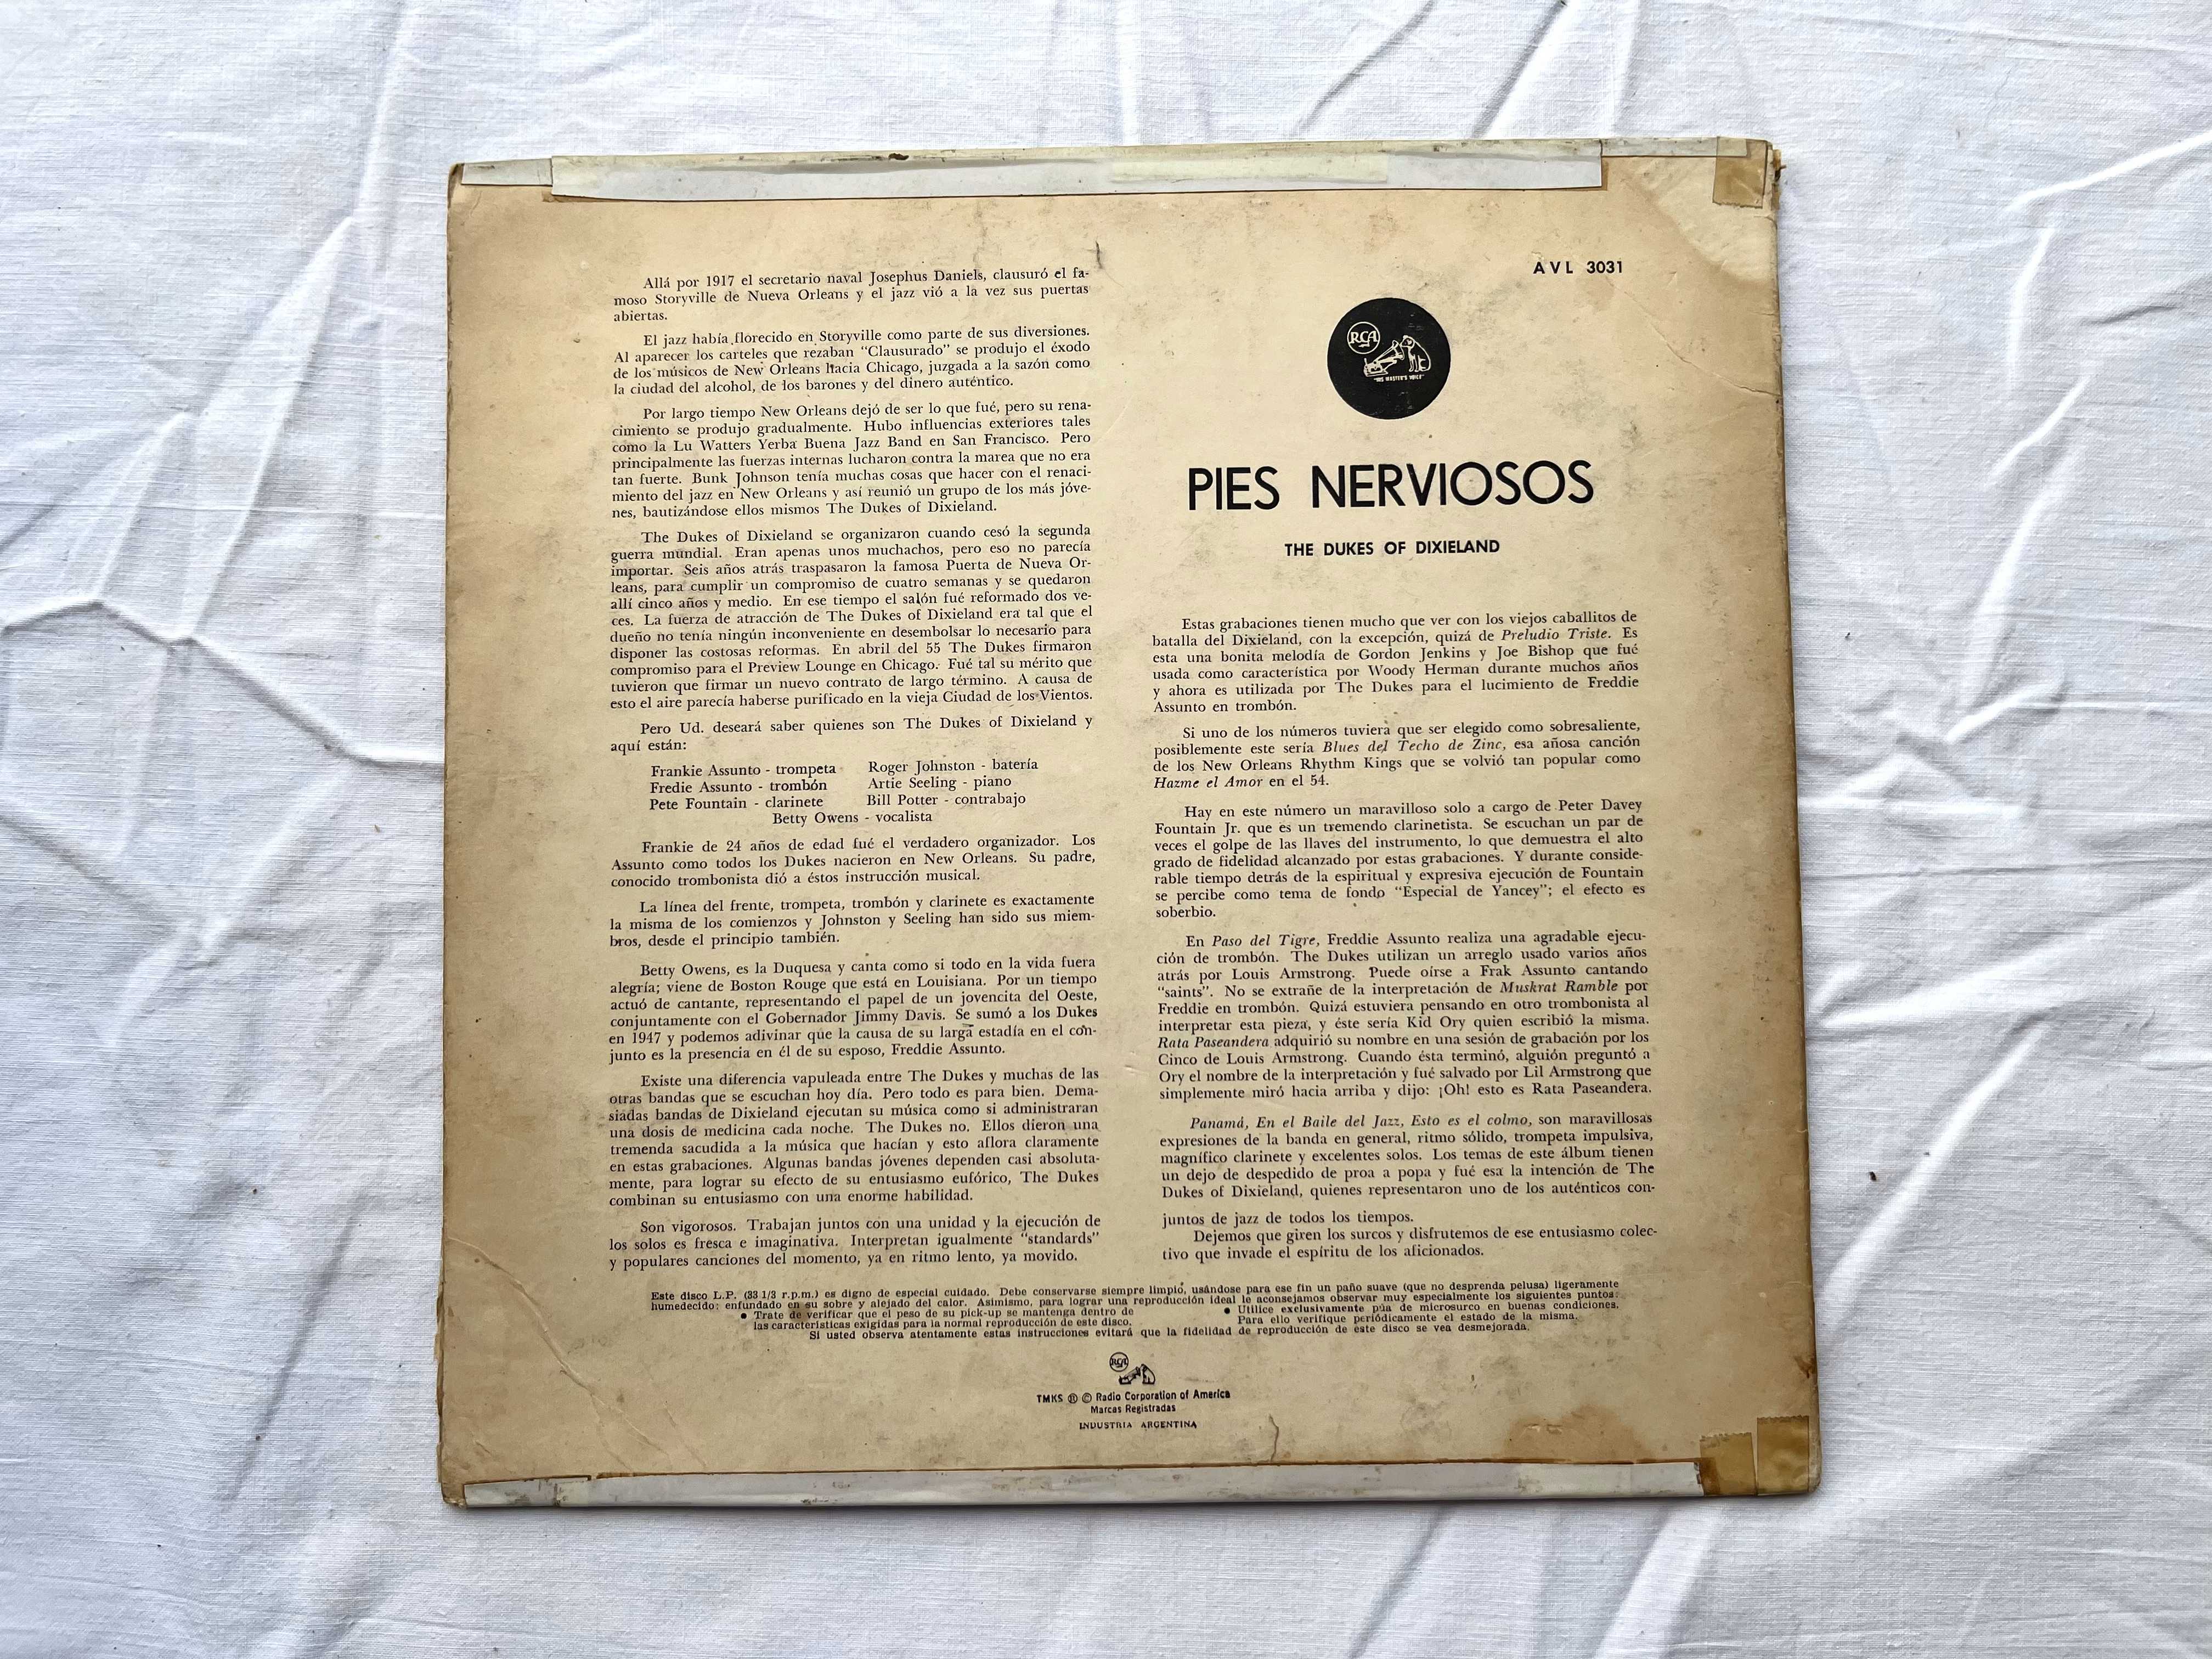 Allá por 1917 el secretario naval Josephus Daniels, clausuró el fa-
moso Storyville de Nueva Orleans y el jazz vió a la vez sus puertas
abiertas.
El jazz había florecido en Storyville como parte de sus diversiones.
Al aparecer los carteles que rezaban "Clausurado" se produjo el éxodo
de los músicos de New Orleans hacia Chicago, juzgada a la sazón como
la ciudad del alcohol, de los barones y del dinero auténtico.
Por largo tiempo New Orleans dejó de ser lo que fué, pero su rena-
cimiento se produjo gradualmente. Hubo influencias exteriores tales
como la Lu Watters Yerba Buena Jazz Band en San Francisco. Pero
principalmente las fuerzas internas lucharon contra la marea que no era
tan fuerte. Bunk Johnson tenía muchas cosas que hacer con el renaci-
miento del jazz en New Orleans y así reunió un grupo de los más jóve-
nes, bautizándose ellos mismos The Dukes of Dixieland.
The Dukes of Dixieland se organizaron cuando cesó la segunda
guerra mundial. Eran apenas unos muchachos, pero eso no parecía
importar. Seis años atrás traspasaron la famosa Puerta de Nueva Or-
leans, para cumplir un compromiso de cuatro semanas y se quedaron
allí cinco años y medio. En ese tiempo el salón fué reformado dos ve-
ces. La fuerza de atracción de The Dukes of Dixieland era tal que el
dueño no tenía ningún inconveniente en desembolsar lo necesario para
disponer las costosas reformas. En abril del 55 The Dukes firmaron
compromiso para el Preview Lounge en Chicago. Fué tal su mérito que
tuvieron que firmar un nuevo contrato de largo término. A causa de
esto el aire parecía haberse purificado en la vieja Ciudad de los Vientos.
Pero Ud. deseará saber quienes son The Dukes of Dixieland y
aquí están:
Frankie Assunto - trompeta Roger Johnston - batería
Fredie Assunto - trombón Artie Seeling - piano
Pete Fountain - clarinete Bill Potter - contrabajo
Betty Owens - vocalista
Frankie de 24 años de edad fué el verdadero organizador. Los
Assunto como todos los Dukes nacieron en New Orleans. Su padre,
conocido trombonista dió a éstos instrucción musical.
La línea del frente, trompeta, trombón y clarinete es exactamente
la misma de los comienzos y Johnston y Seeling han sido sus miem-
bros, desde el principio también.
Betty Owens, es la Duquesa y canta como si todo en la vida fuera
alegría; viene de Boston Rouge que está en Louisiana. Por un tiempo
actuó de cantante, representando el papel de un jovencita del Oeste,
conjuntamente con el Gobernador Jimmy Davis. Se sumó a los Dukes
en 1947 y podemos adivinar que la causa de su larga estadía en el con-
junto es la presencia en él de su esposo, Freddie Assunto.
Existe una diferencia vapuleada entre The Dukes y muchas de las
otras bandas que se escuchan hoy día. Pero todo es para bien. Dema-
siadas bandas de Dixieland ejecutan su música como si administraran
una dosis de medicina cada noche. The Dukes no. Ellos dieron una
tremenda sacudida a la música que hacían y esto aflora claramente
en estas grabaciones. Algunas bandas jóvenes dependen casi absoluta-
mente, para lograr su efecto de su entusiasmo eufórico, The Dukes
combinan su entusiasmo con una enorme habilidad.
Son vigorosos. Trabajan juntos con una unidad y la ejecución de
los solos es fresca e imaginativa. Interpretan igualmente "standards"
y populares canciones del momento, ya en ritmo lento, ya movido.
AVL 3031
RCA
"HIS MASTER'S VOICE"
PIES NERVIOSOS
THE DUKES OF DIXIELAND
Estas grabaciones tienen mucho que ver con los viejos caballitos de
batalla del Dixieland, con la excepción, quizá de Preludio Triste. Es
esta una bonita melodía de Gordon Jenkins y Joe Bishop que fué
usada como característica por Woody Herman durante muchos años
y ahora es utilizada por The Dukes para el lucimiento de Freddie
Assunto en trombón.
Si uno de los números tuviera que ser elegido como sobresaliente,
posiblemente este sería Blues del Techo de Zinc, esa añosa canción
de los New Orleans Rhythm Kings que se volvió tan popular como
Hazme el Amor en el 54.
Hay en este número un maravilloso solo a cargo de Peter Davey
Fountain Jr. que es un tremendo clarinetista. Se escuchan un par de
veces el golpe de las llaves del instrumento, lo que demuestra el alto
grado de fidelidad alcanzado por estas grabaciones. Y durante conside-
rable tiempo detrás de la espiritual y expresiva ejecución de Fountain
se percibe como tema de fondo "Especial de Yancey"; el efecto es
soberbio.
En Paso del Tigre, Freddie Assunto realiza una agradable ejecu-
ción de trombón. The Dukes utilizan un arreglo usado varios años
atrás por Louis Armstrong. Puede oírse a Frak Assunto cantando
"saints". No se extrañe de la interpretación de Muskrat Ramble por
Freddie en trombón. Quizá estuviera pensando en otro trombonista al
interpretar esta pieza, y éste sería Kid Ory quien escribió la misma.
Rata Paseandera adquirió su nombre en una sesión de grabación por los
Cinco de Louis Armstrong. Cuando ésta terminó, alguión preguntó a
Ory el nombre de la interpretación y fué salvado por Lil Armstrong que
simplemente miró hacia arriba y dijo: ¡Oh! esto es Rata Paseandera.
Panamá, En el Baile del Jazz, Esto es el colmo, son maravillosas
expresiones de la banda en general, ritmo sólido, trompeta impulsiva,
magnífico clarinete y excelentes solos. Los temas de este álbum tienen
un dejo de despedido de proa a popa y fué esa la intención de The
Dukes of Dixieland, quienes representaron uno de los auténticos con-
juntos de jazz de todos los tiempos.
Dejemos que giren los surcos y disfrutemos de ese entusiasmo colec-
tivo que invade el espíritu de los aficionados.
Este disco L.P. (33 1/3 r.p.m.) es digno de especial cuidado. Debe conservarse siempre limpio, usándose para ese fin un paño suave (que no desprenda pelusa) ligeramente
humedecido; enfundado en su sobre y alejado del calor. Asimismo, para lograr una reproducción ideal le aconsejamos observar muy especialmente los siguientes puntos:
● Trate de verificar que el peso de su pick-up se mantenga dentro de
las características exigidas para la normal reproducción de este disco.
● Utilice exclusivamente púa de microsurco en buenas condiciones.
Para ello verifique periódicamente el estado de la misma.
Si usted observa atentamente estas instrucciones evitará que la fidelidad de reproducción de este disco se vea desmejorada.
RCA
TMKS ® © Radio Corporation of America
Marcas Registradas
INDUSTRIA ARGENTINA